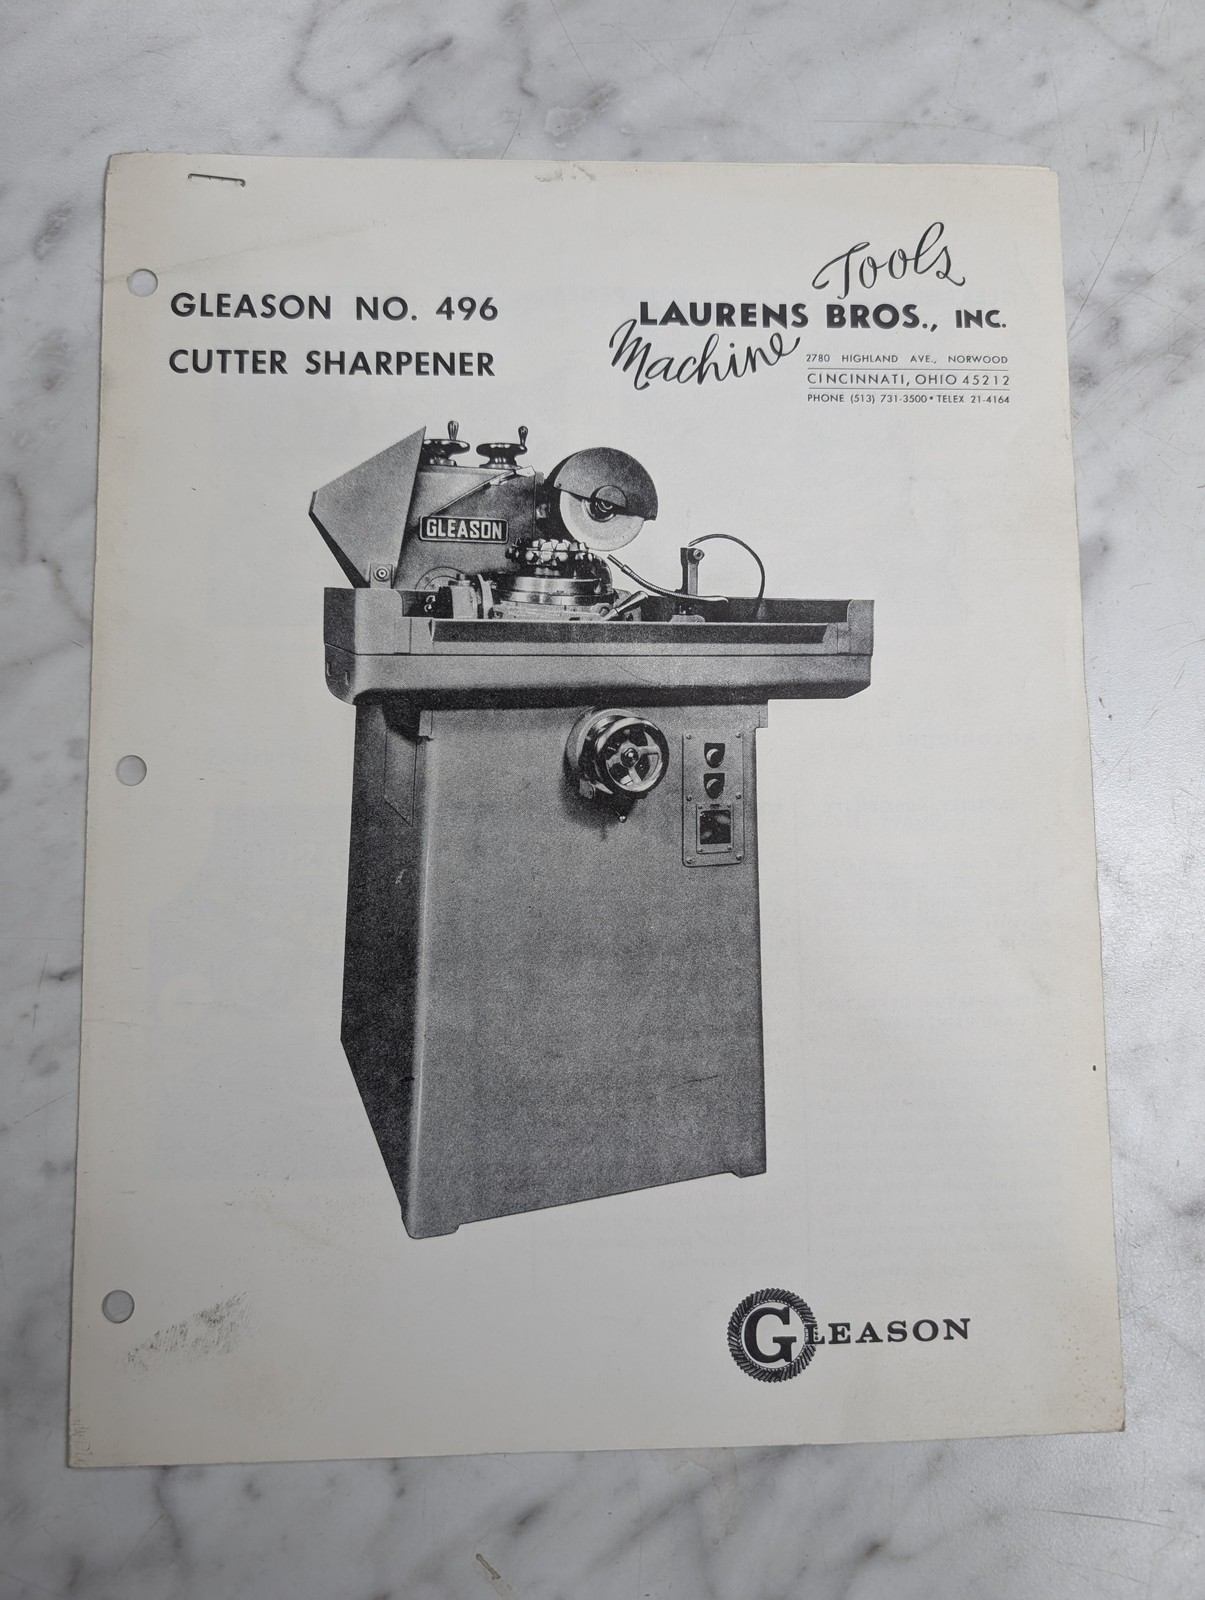 GLEASON NO. 496
CUTTER SHARPENER
Tools
LAURENS BROS., INC.
Machine
2780 HIGHLAND AVE., NORWOOD
CINCINNATI, OHIO 45212
PHONE (513) 731-3500 • TELEX 21-4164
GLEASON
GLEASON